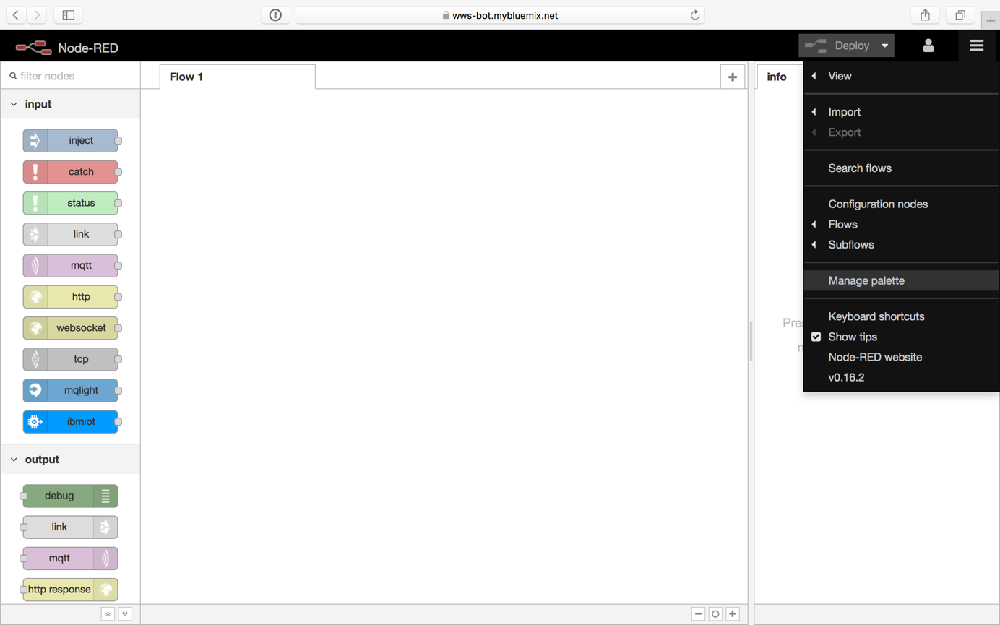 wws-bot.mybluemix.net
Node-RED
Deploy
filter nodes
Flow 1
info
input
inject
catch
status
link
mqtt
http
websocket
tcp
mqlight
ibmiot
output
debug
link
mqtt
http response
View
Import
Export
Search flows
Configuration nodes
Flows
Subflows
Manage palette
Keyboard shortcuts
Show tips
Node-RED website
v0.16.2